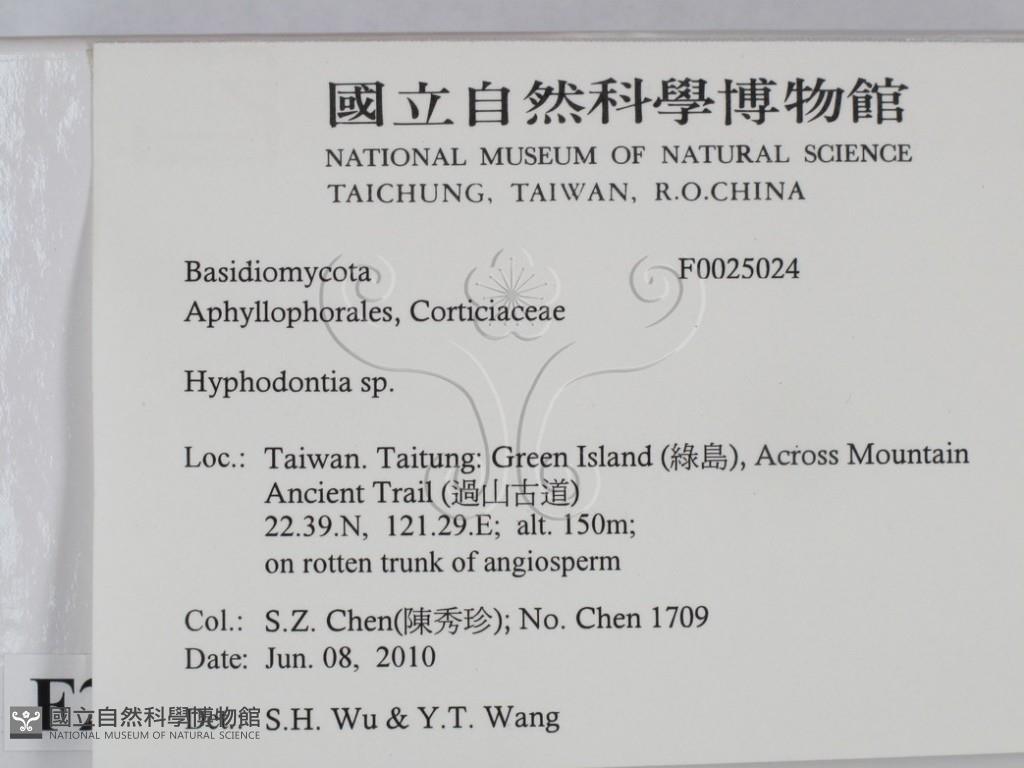 國立自然科學博物館
NATIONAL MUSEUM OF NATURAL SCIENCE
TAICHUNG, TAIWAN, R.O.CHINA
Basidiomycota F0025024
Aphyllophorales, Corticiaceae
Hyphodontia sp.
Loc.: Taiwan. Taitung: Green Island (綠島), Across Mountain
Ancient Trail (過山古道)
22.39.N, 121.29.E; alt. 150m;
on rotten trunk of angiosperm
Col.: S.Z. Chen(陳秀珍); No. Chen 1709
Date: Jun. 08, 2010
Det.: S.H. Wu & Y.T. Wang
國立自然科學博物館
NATIONAL MUSEUM OF NATURAL SCIENCE